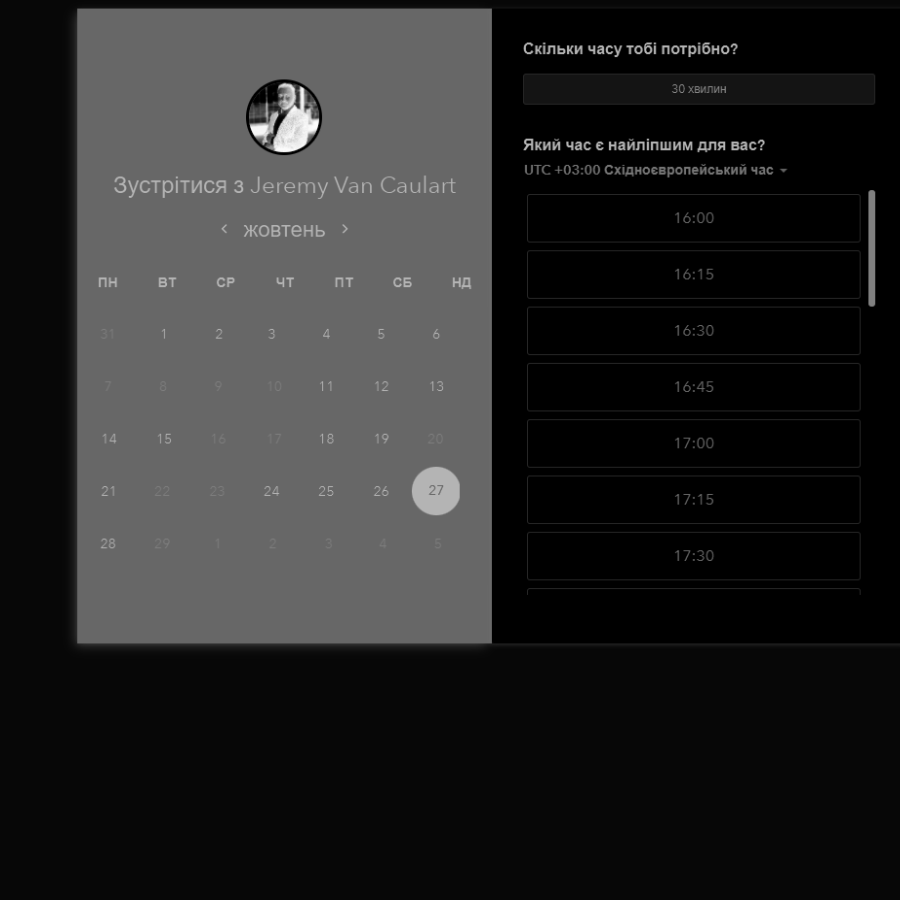 Зустрітися з Jeremy Van Caulart
жовтень
ПН ВТ СР ЧТ ПТ СБ НД
31 1 2 3 4 5 6
7 8 9 10 11 12 13
14 15 16 17 18 19 20
21 22 23 24 25 26 27
28 29 1 2 3 4 5
Скільки часу тобі потрібно?
30 хвилин
Який час є найліпшим для вас?
UTC +03:00 Східноєвропейський час
16:00
16:15
16:30
16:45
17:00
17:15
17:30